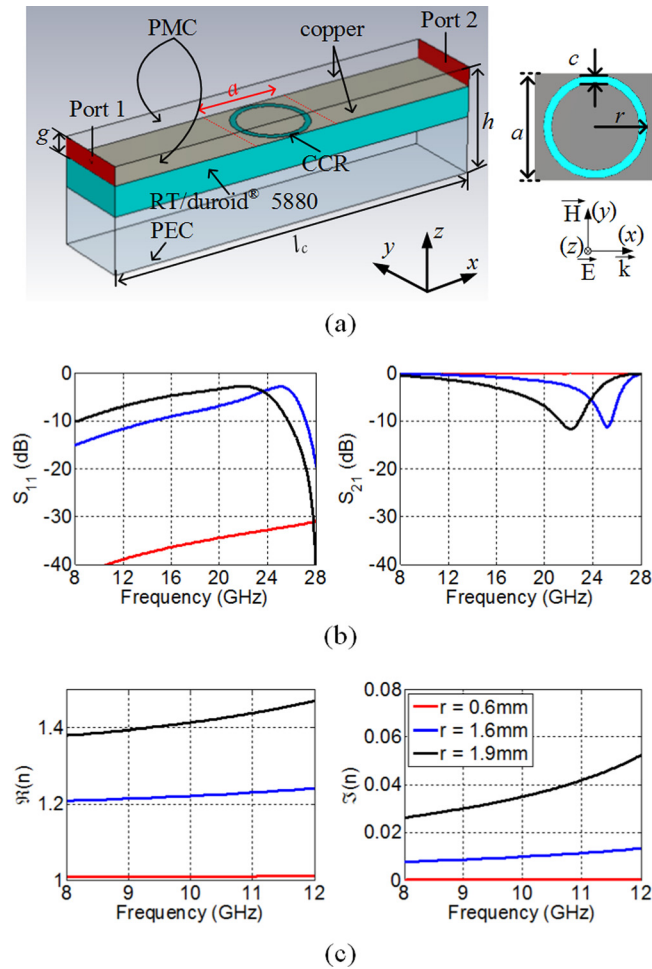 PMC
copper
Port 2
Port 1
a
g
h
CCR
RT/duroid® 5880
PEC
l_c
z
y
x
c
r
a
H (y)
(z) (x)
E k
(a)
0
-10
-20
-30
-40
S11 (dB)
8 12 16 20 24 28
Frequency (GHz)
0
-10
-20
-30
-40
S21 (dB)
8 12 16 20 24 28
Frequency (GHz)
(b)
1.4
1.2
1
ℜ(n)
8 9 10 11 12
Frequency (GHz)
0.08
0.06
0.04
0.02
0
ℑ(n)
r = 0.6mm
r = 1.6mm
r = 1.9mm
8 9 10 11 12
Frequency (GHz)
(c)